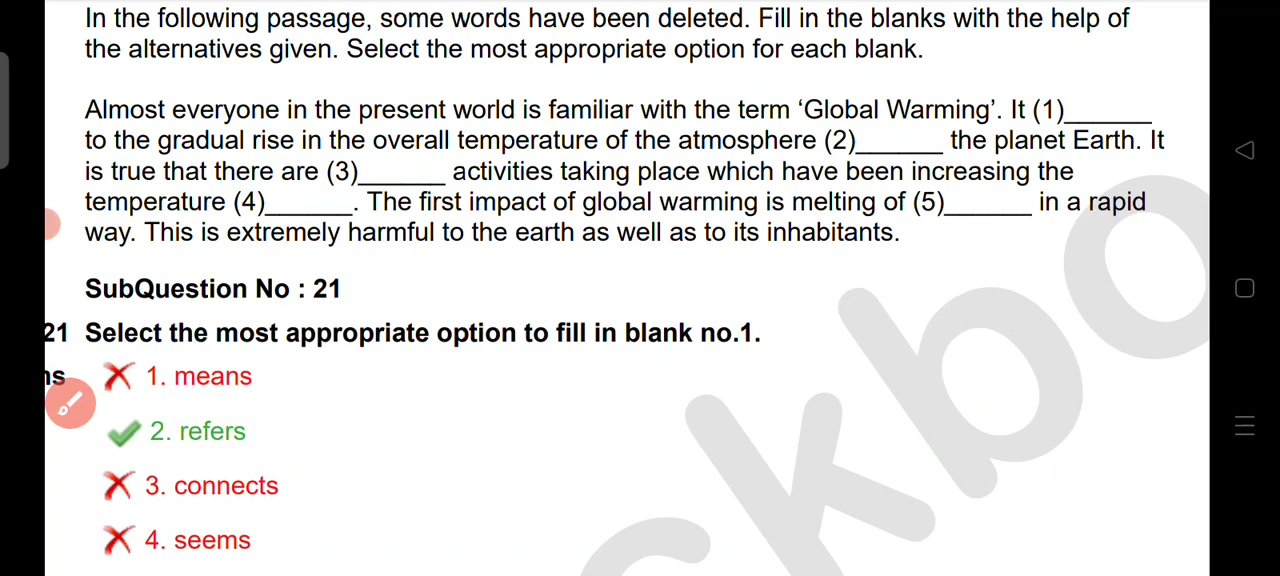 In the following passage, some words have been deleted. Fill in the blanks with the help of
the alternatives given. Select the most appropriate option for each blank.
Almost everyone in the present world is familiar with the term ‘Global Warming’. It (1)______
to the gradual rise in the overall temperature of the atmosphere (2)______ the planet Earth. It
is true that there are (3)______ activities taking place which have been increasing the
temperature (4)______. The first impact of global warming is melting of (5)______ in a rapid
way. This is extremely harmful to the earth as well as to its inhabitants.
SubQuestion No : 21
21 Select the most appropriate option to fill in blank no.1.
ns 1. means
2. refers
3. connects
4. seems
ckbo